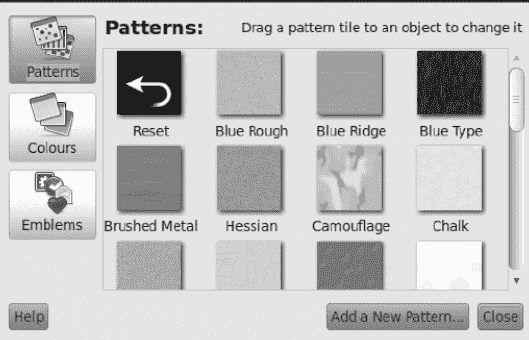 Patterns: Drag a pattern tile to an object to change it
Patterns
Colours
Emblems
Reset Blue Rough Blue Ridge Blue Type
Brushed Metal Hessian Camouflage Chalk
Help Add a New Pattern... Close